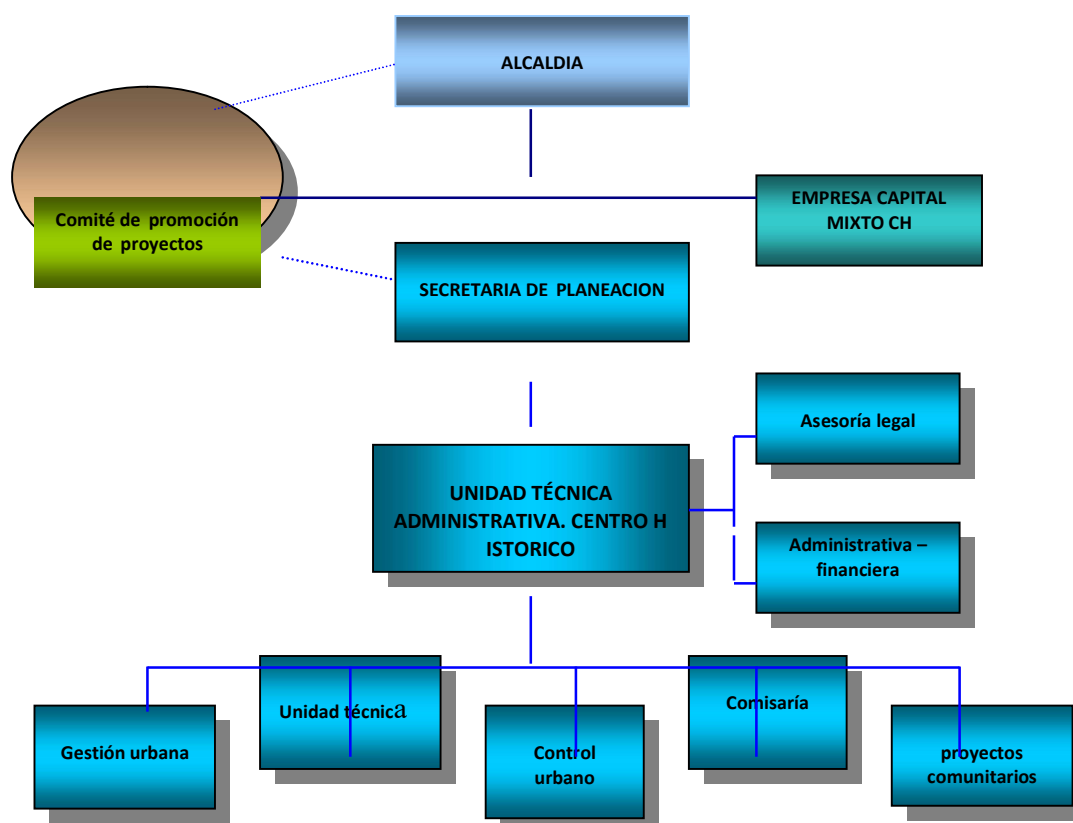 ALCALDIA
EMPRESA CAPITAL
MIXTO CH
Comité de promoción
de proyectos
SECRETARIA DE PLANEACION
Asesoría legal
UNIDAD TÉCNICA
ADMINISTRATIVA. CENTRO H
ISTORICO
Administrativa –
financiera
Gestión urbana
Unidad técnica
Control
urbano
Comisaría
proyectos
comunitarios